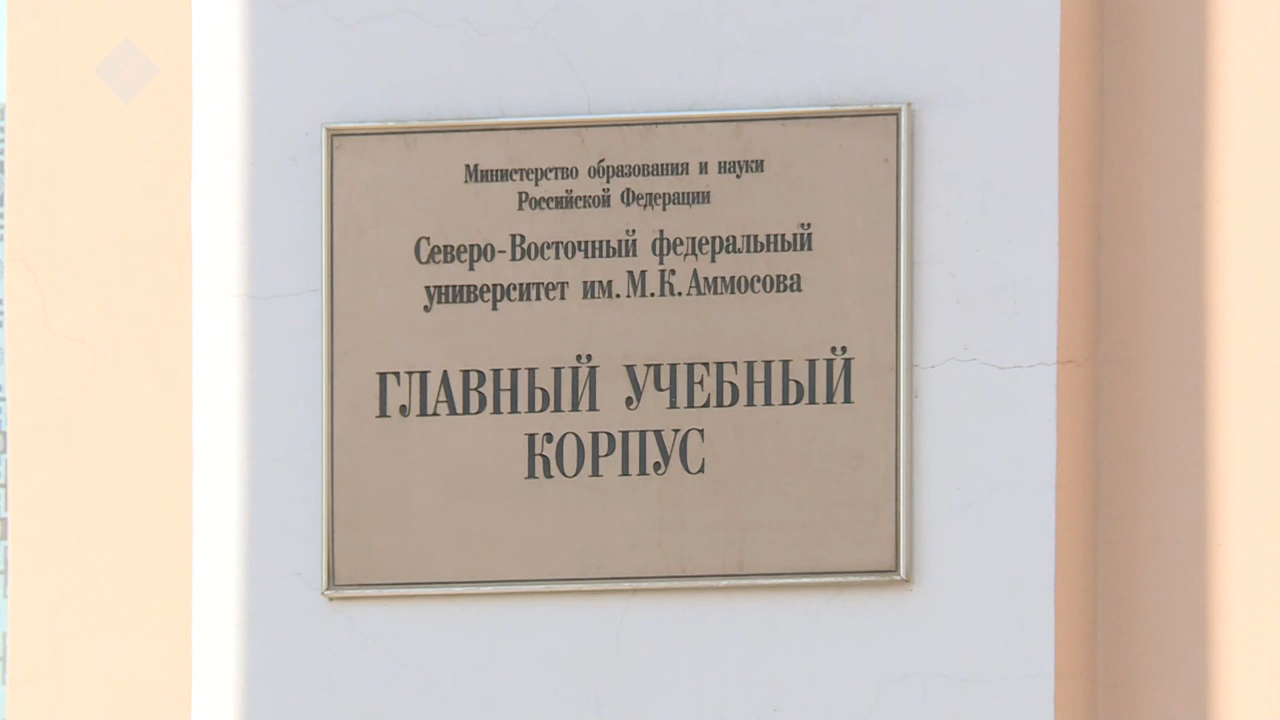 Министерство образования и науки
Российской Федерации
Северо-Восточный федеральный
университет им. М.К. Аммосова
ГЛАВНЫЙ УЧЕБНЫЙ
КОРПУС